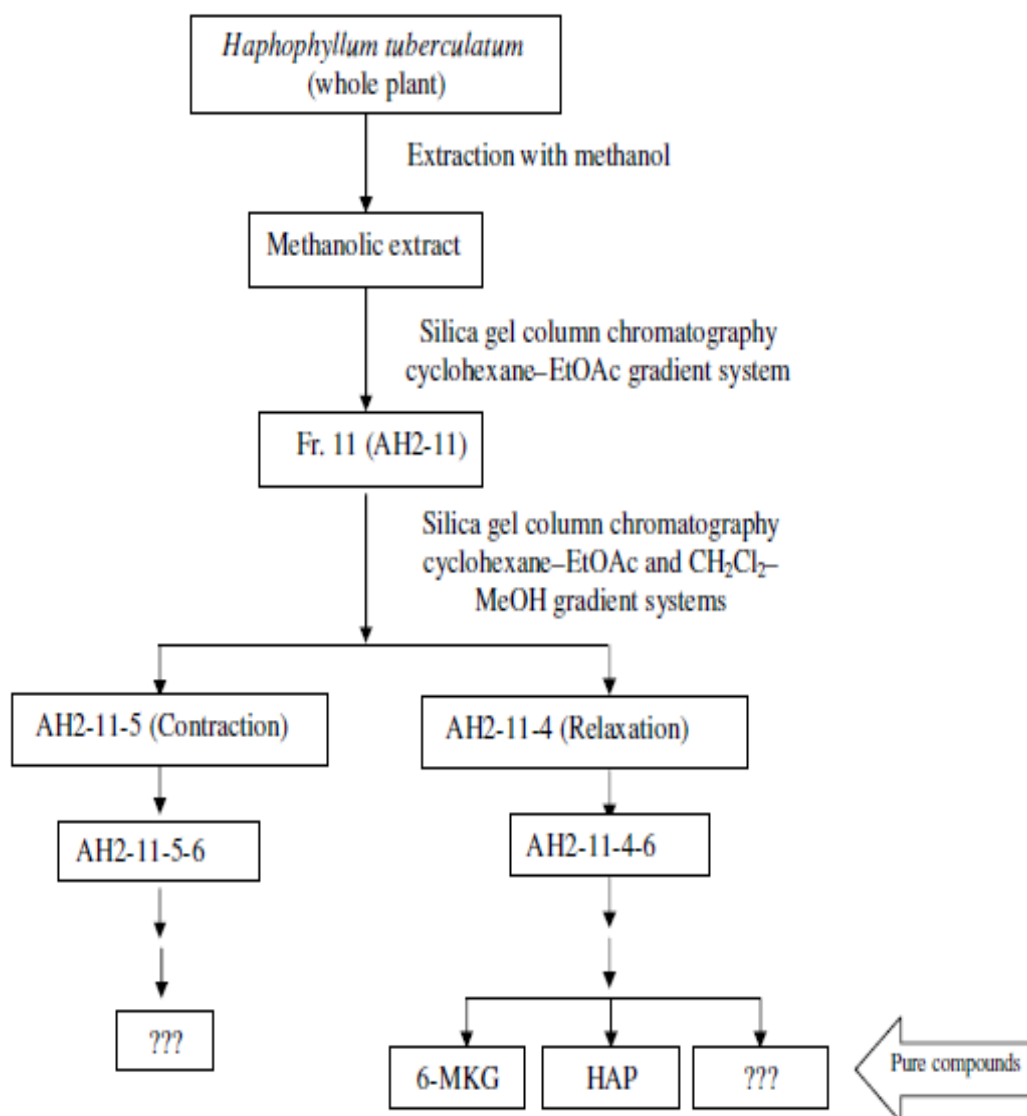 Haphophyllum tuberculatum
(whole plant)
Extraction with methanol
Methanolic extract
Silica gel column chromatography
cyclohexane–EtOAc gradient system
Fr. 11 (AH2-11)
Silica gel column chromatography
cyclohexane–EtOAc and CH₂Cl₂–
MeOH gradient systems
AH2-11-5 (Contraction)
AH2-11-4 (Relaxation)
AH2-11-5-6
AH2-11-4-6
???
6-MKG
HAP
???
Pure compounds